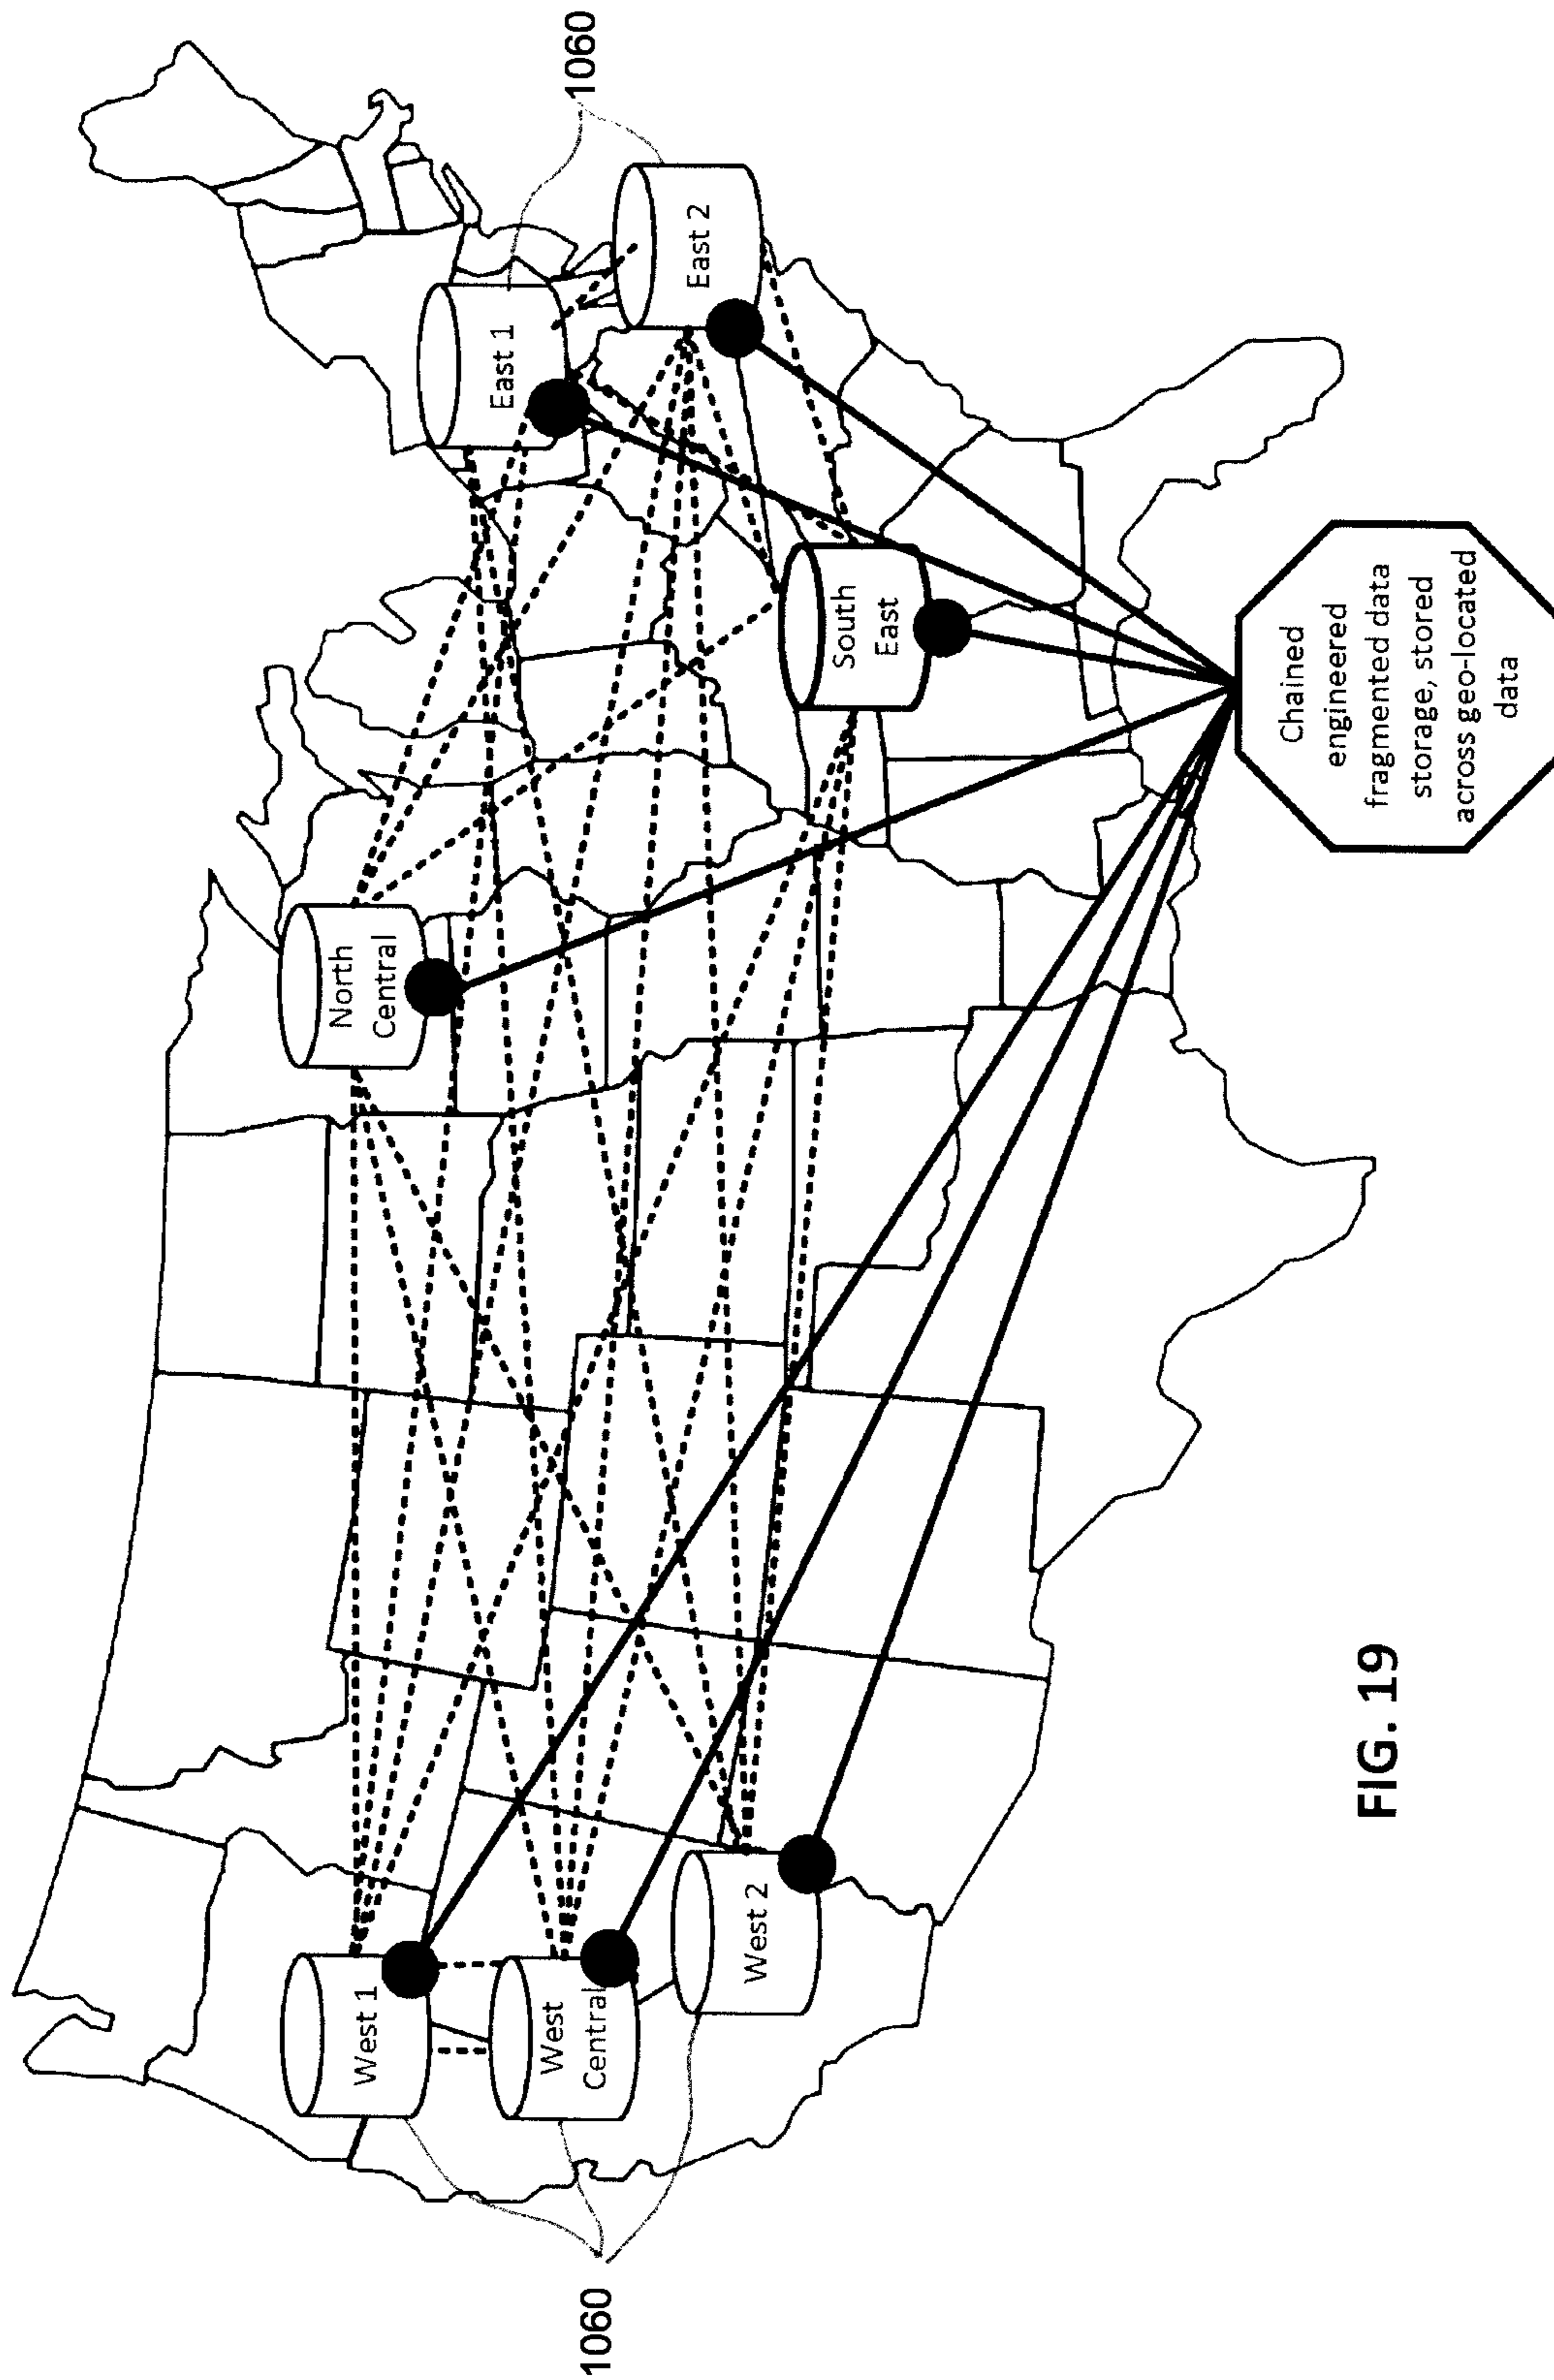 1060
East 1
East 2
North
Central
South
East
West 1
West
Central
West 2
1060
Chained
engineered
fragmented data
storage, stored
across geo-located
data
FIG. 19